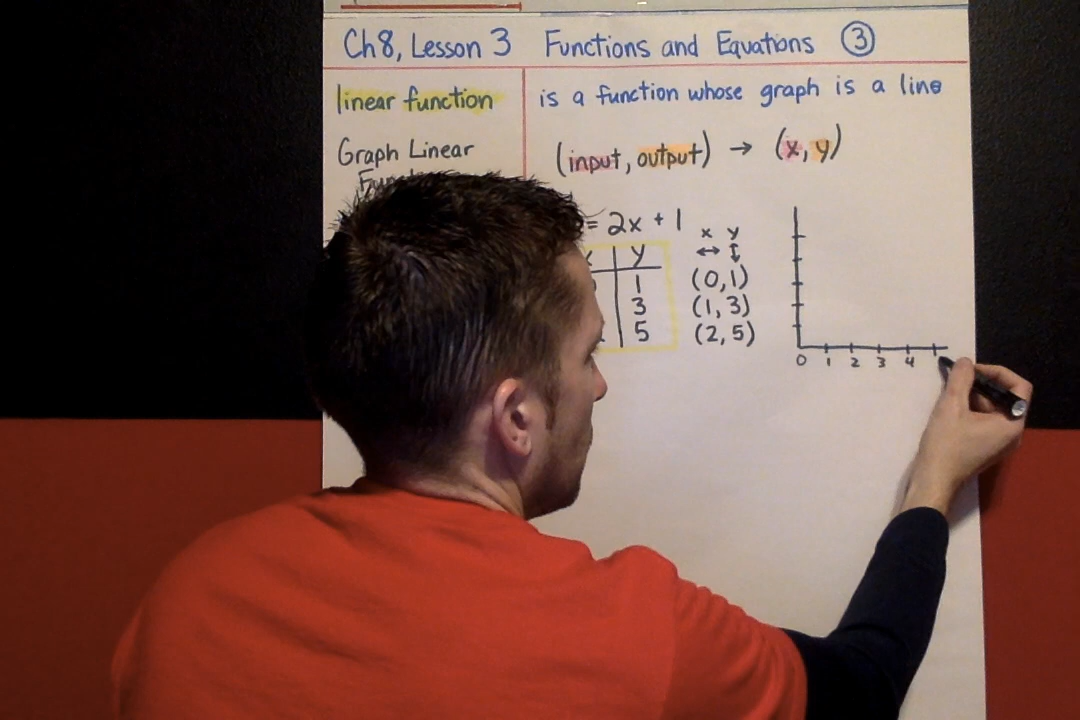 Ch8, Lesson 3 Functions and Equations 3
linear function is a function whose graph is a line
Graph Linear (input, output) → (x, y)
= 2x + 1
x y
y
1 (0,1)
3 (1, 3)
5 (2, 5)
0 1 2 3 4